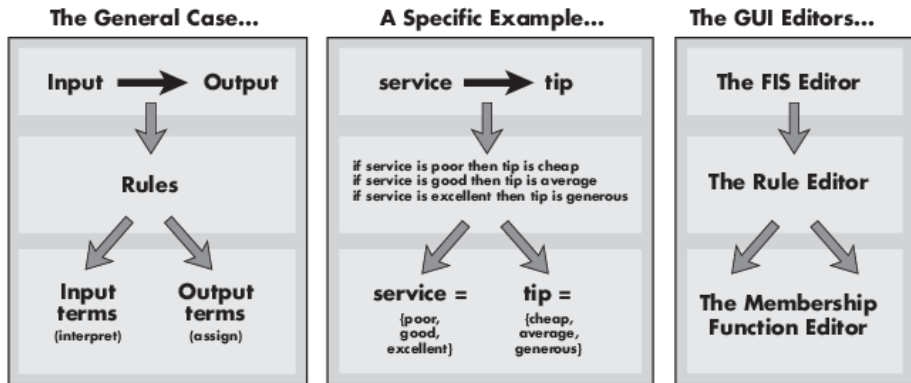 The General Case...
Input
Output
Rules
Input
terms
(interpret)
Output
terms
(assign)
A Specific Example...
service
tip
if service is poor then tip is cheap
if service is good then tip is average
if service is excellent then tip is generous
service =
{poor,
good,
excellent}
tip =
{cheap,
average,
generous}
The GUI Editors...
The FIS Editor
The Rule Editor
The Membership
Function Editor